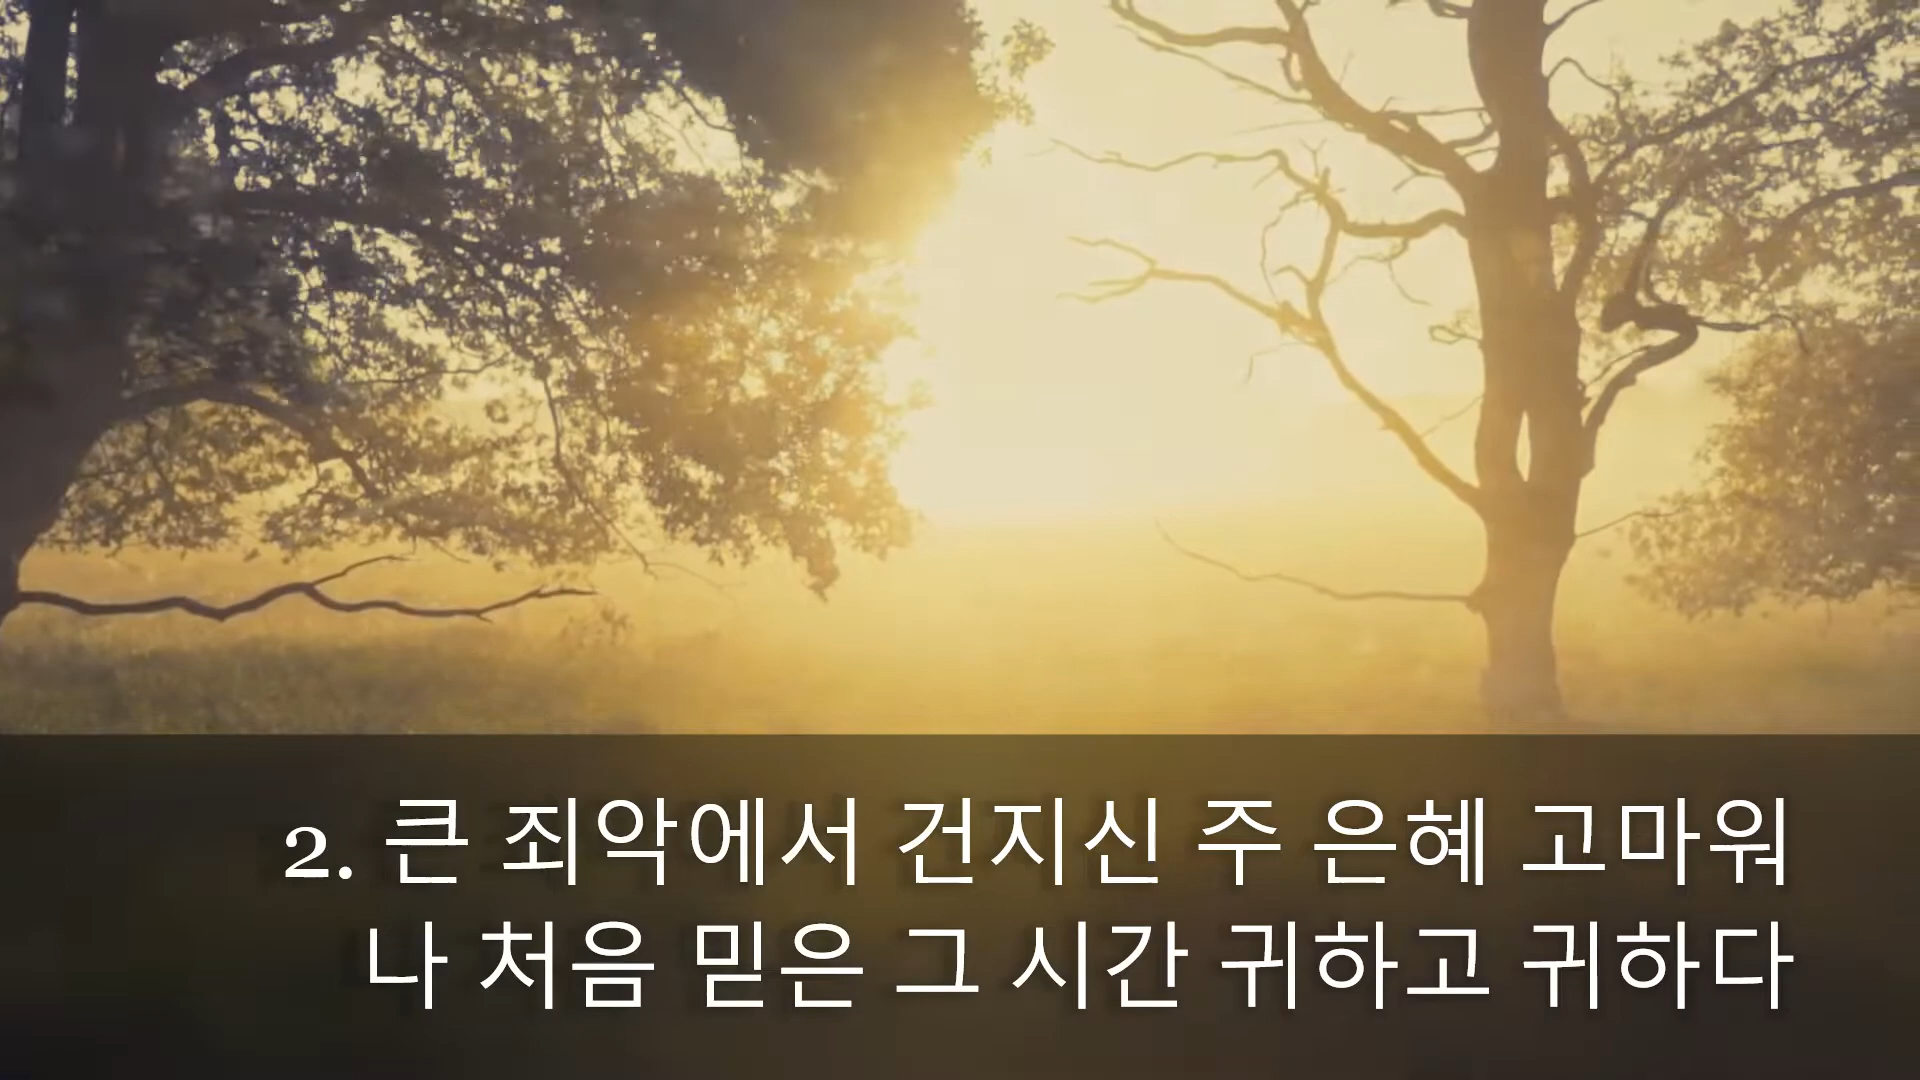 2. 큰 죄악에서 건지신 주 은혜 고마워
나 처음 믿은 그 시간 귀하고 귀하다